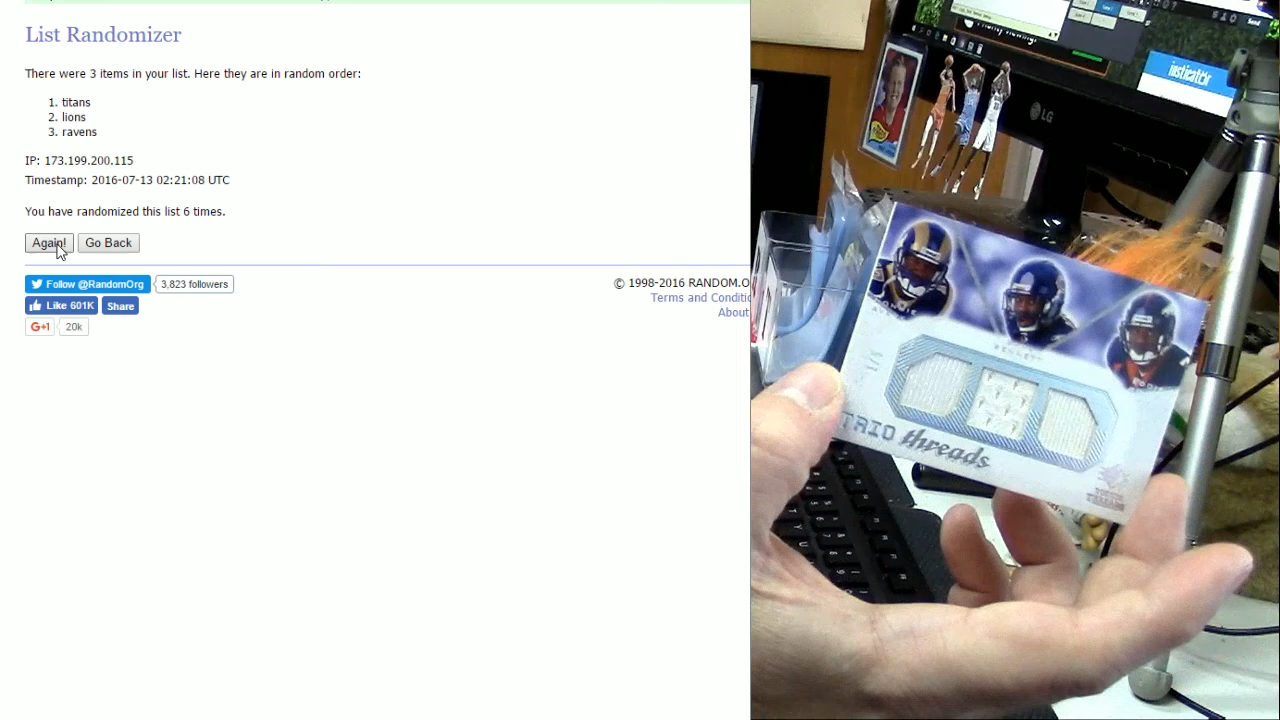 List Randomizer
There were 3 items in your list. Here they are in random order:
1. titans
2. lions
3. ravens
IP: 173.199.200.115
Timestamp: 2016-07-13 02:21:08 UTC
You have randomized this list 6 times.
Again!
Go Back
Follow @RandomOrg
3,823 followers
Like 601K
Share
G+1
20k
© 1998-2016 RANDOM.O
Terms and Conditio
About
insticator
LG
BENNETT
TRIO threads